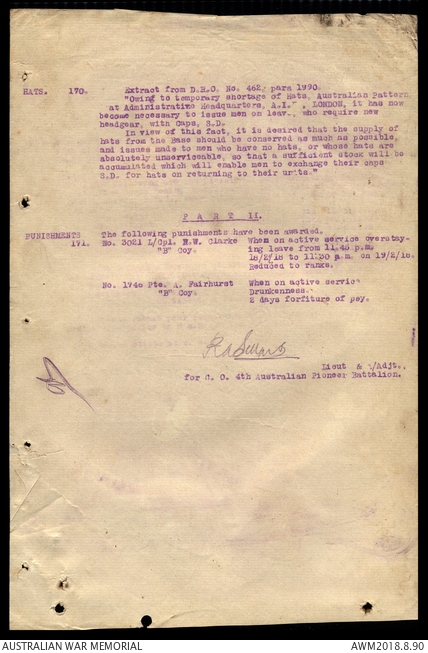 HATS. 170. Extract from D.R.O. No. 462, para 1990.
"Owing to temporary shortage of Hats, Australian Pattern
at Administrative Headquarters, A.I. , LONDON, it has now
become necessary to issue men on leav , who require new
headgear, with Caps, S.D.
In view of this fact, it is desired that the supply of
hats from the Base should be conserved as much as possible,
and issues made to men who have no hats, or whose hats are
absolutely unserviceable, so that a sufficient stock will be
accumulated which will enable men to exchange their caps
S.D. for hats on returning to their units."
PART II.
PUNISHMENTS The following punishments have been awarded.
171. No. 3021 L/Cpl. Clarke When on active service overstay-
"B" Coy. ing leave from 11.45 p.m.
18/2/18 to 11:30 a.m. on 19/2/18.
Reduced to ranks.
No. 1746 Pte. A. Fairhurst When on active servic
Coy. Drunkenness.
2 days forfiture of pay.
Lieut & /Adjt.,
for C. O. 4th Australian Pioneer Battalion.
AUSTRALIAN WAR MEMORIAL AWM2018.8.90